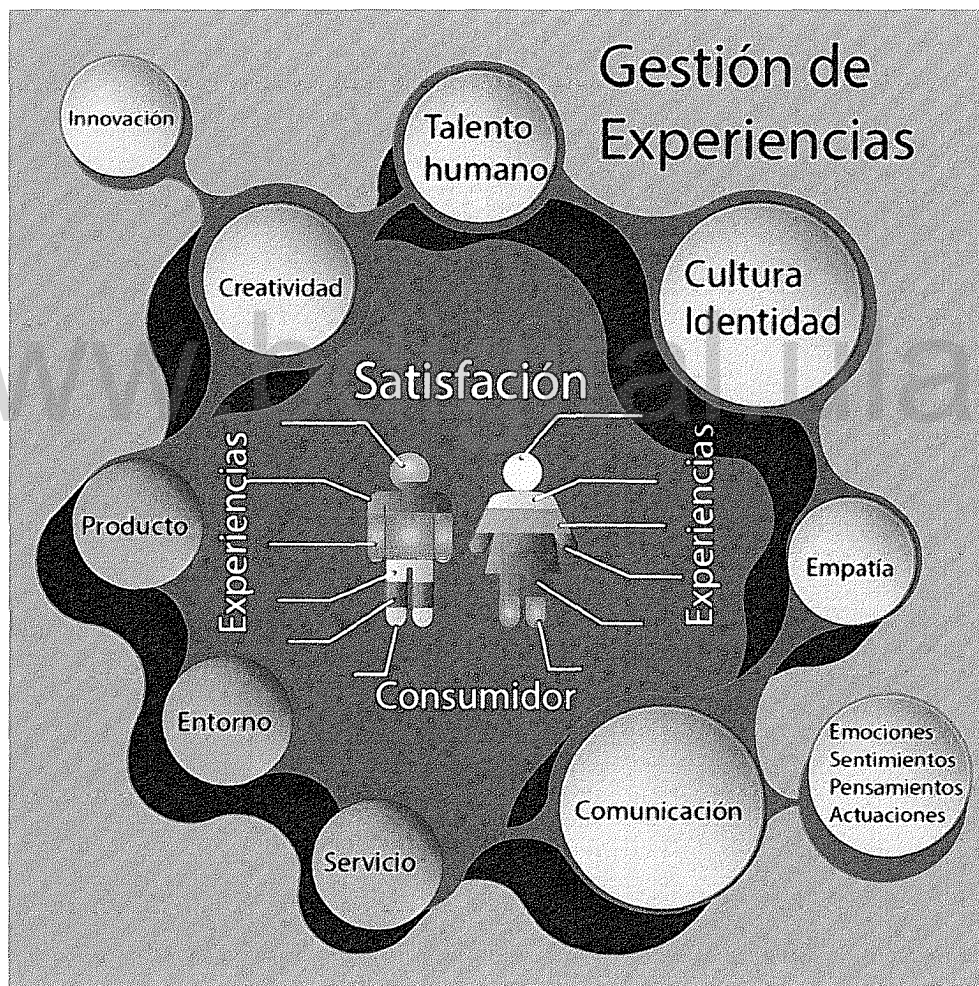 Gestión de
Experiencias
Innovación
Talento
humano
Creatividad
Cultura
Identidad
Satisfación
Experiencias
Experiencias
Producto
Empatía
Consumidor
Entorno
Emociones
Sentimientos
Pensamientos
Actuaciones
Comunicación
Servicio